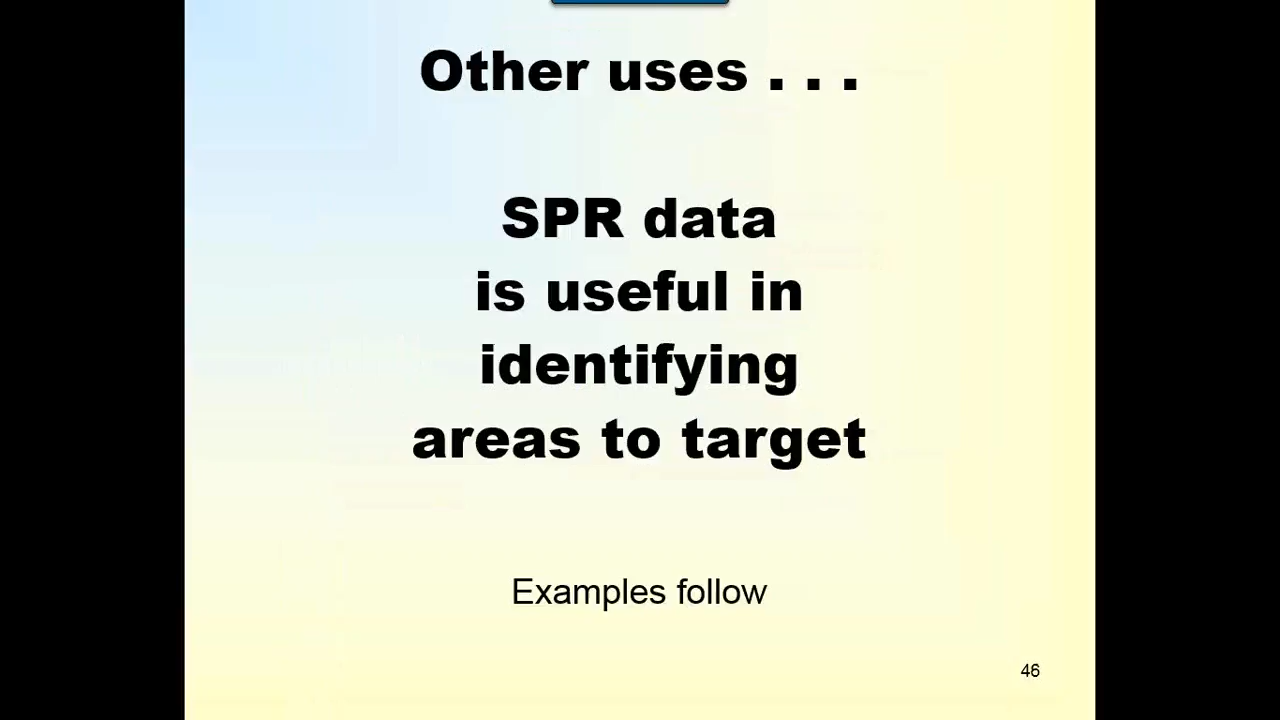 Other uses . . .
SPR data
is useful in
identifying
areas to target
Examples follow
46